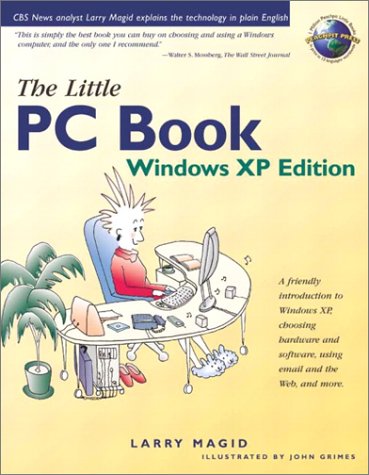 CBS News analyst Larry Magid explains the technology in plain English
"This is simply the best book you can buy on choosing and using a Windows
computer, and the only one I recommend."
—Walter S. Mossberg, The Wall Street Journal
PEACHPIT PRESS
The Little
PC Book
Windows XP Edition
A friendly
introduction to
Windows XP,
choosing
hardware and
software, using
email and the
Web, and more.
LARRY MAGID
ILLUSTRATED BY JOHN GRIMES